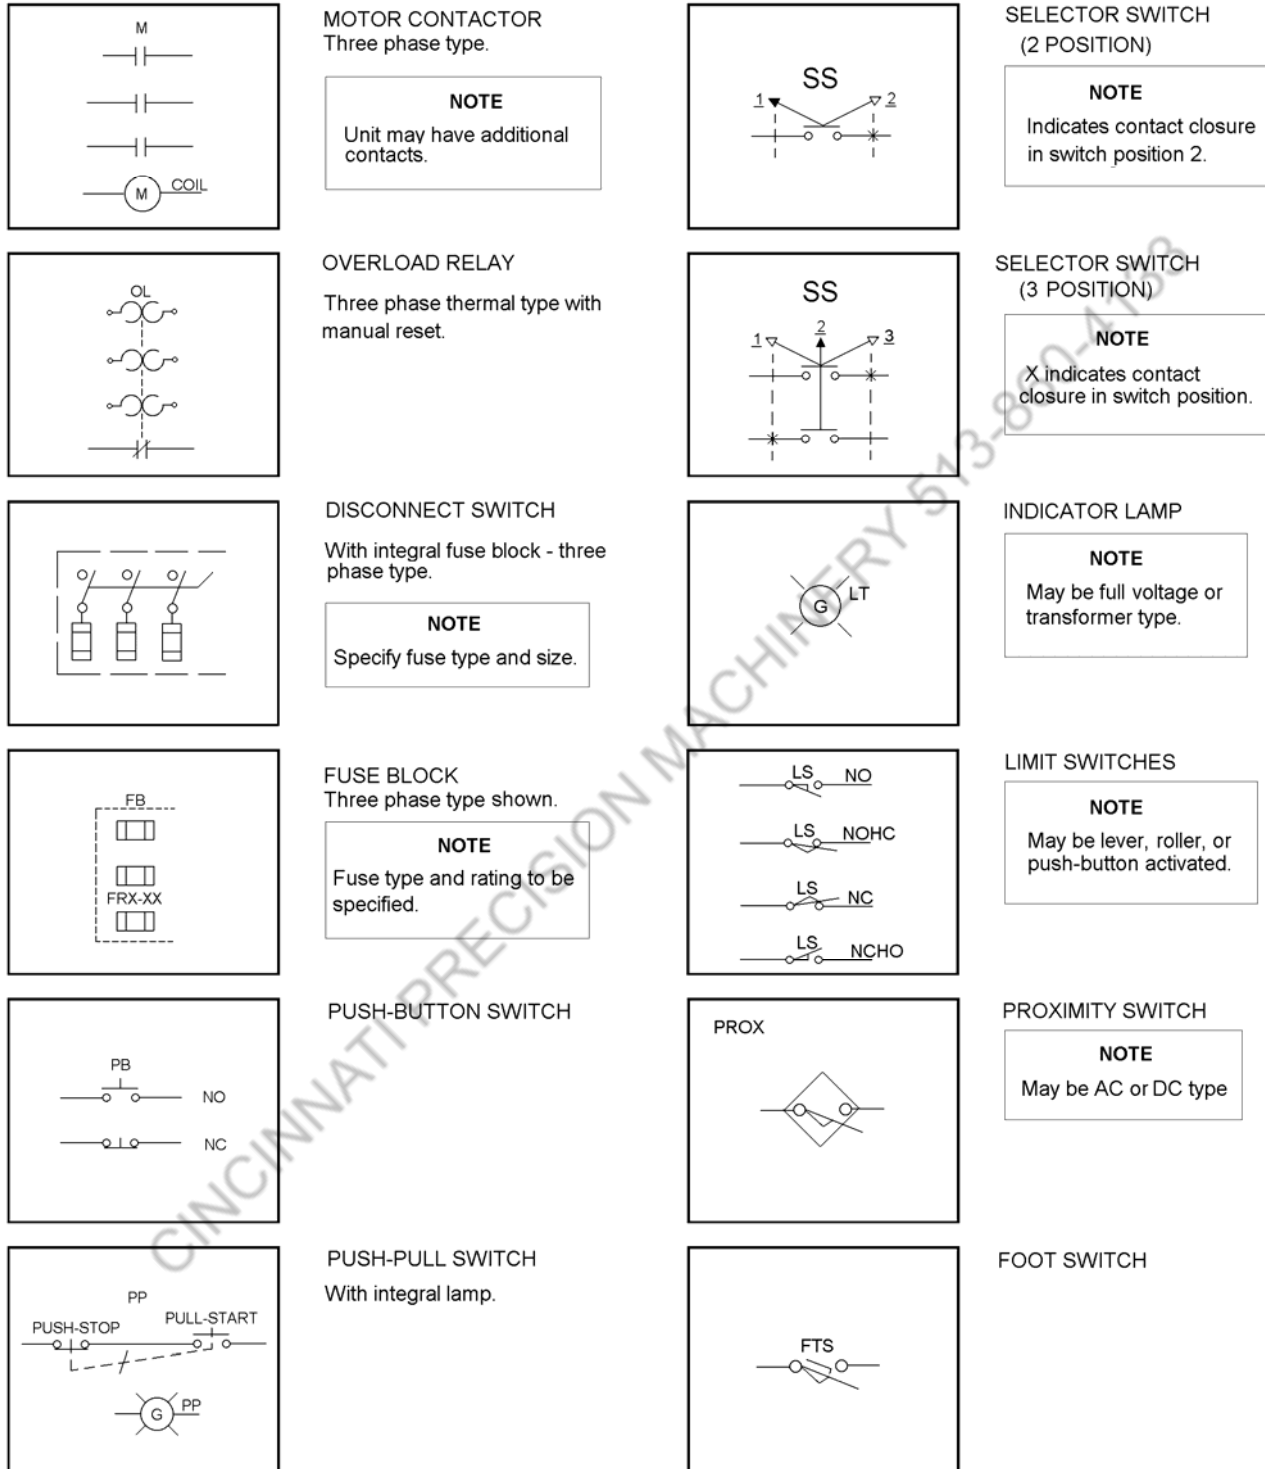 M
COIL
M
MOTOR CONTACTOR
Three phase type.
NOTE
Unit may have additional
contacts.
SS
1
2
SELECTOR SWITCH
(2 POSITION)
NOTE
Indicates contact closure
in switch position 2.
OL
OVERLOAD RELAY
Three phase thermal type with
manual reset.
SS
1
2
3
SELECTOR SWITCH
(3 POSITION)
NOTE
X indicates contact
closure in switch position.
DISCONNECT SWITCH
With integral fuse block - three
phase type.
NOTE
Specify fuse type and size.
G
LT
INDICATOR LAMP
NOTE
May be full voltage or
transformer type.
FB
FRX-XX
FUSE BLOCK
Three phase type shown.
NOTE
Fuse type and rating to be
specified.
LS NO
LS NOHC
LS NC
LS NCHO
LIMIT SWITCHES
NOTE
May be lever, roller, or
push-button activated.
PB
NO
NC
PUSH-BUTTON SWITCH
PROX
PROXIMITY SWITCH
NOTE
May be AC or DC type
PP
PUSH-STOP
PULL-START
G
PP
PUSH-PULL SWITCH
With integral lamp.
FTS
FOOT SWITCH
CINCINNATI PRECISION MACHINERY 513-860-4133